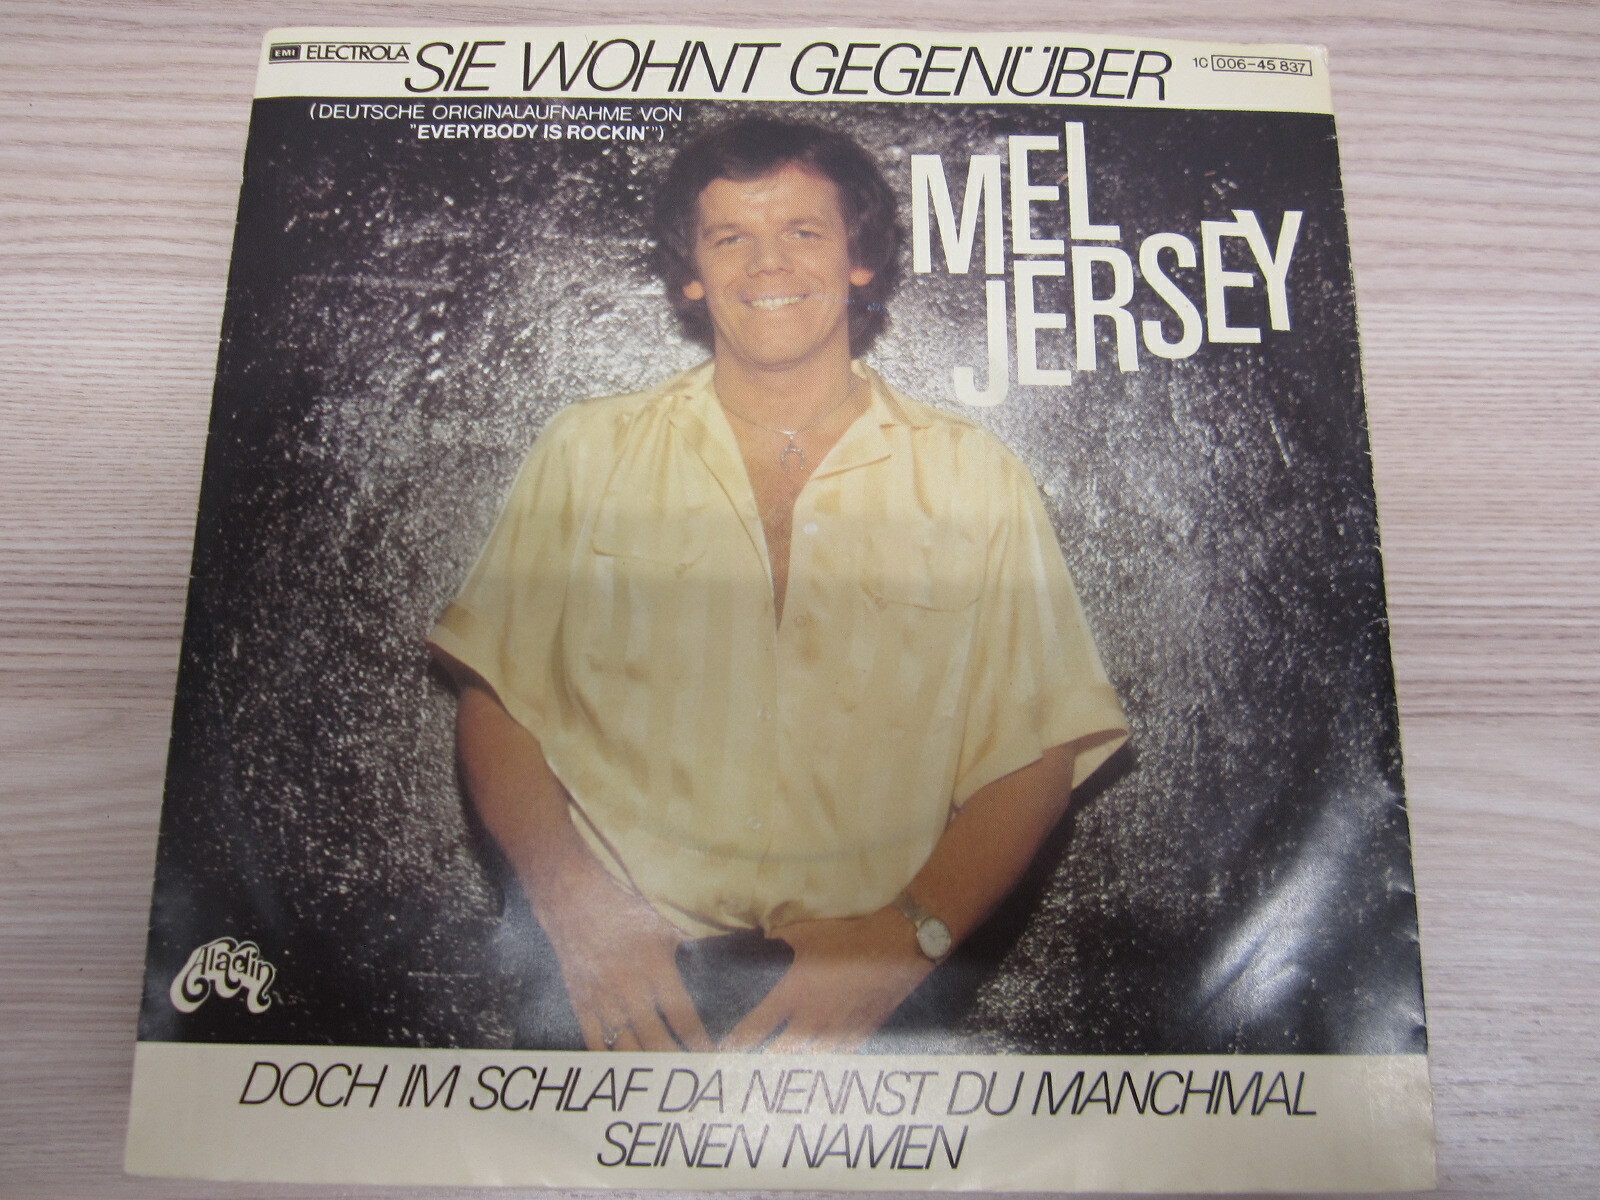 EMI ELECTROLA
SIE WOHNT GEGENÜBER
1C 006-45 837
(DEUTSCHE ORIGINALAUFNAHME VON
"EVERYBODY IS ROCKIN'")
MEL
JERSEY
Aladin
DOCH IM SCHLAF DA NENNST DU MANCHMAL
SEINEN NAMEN